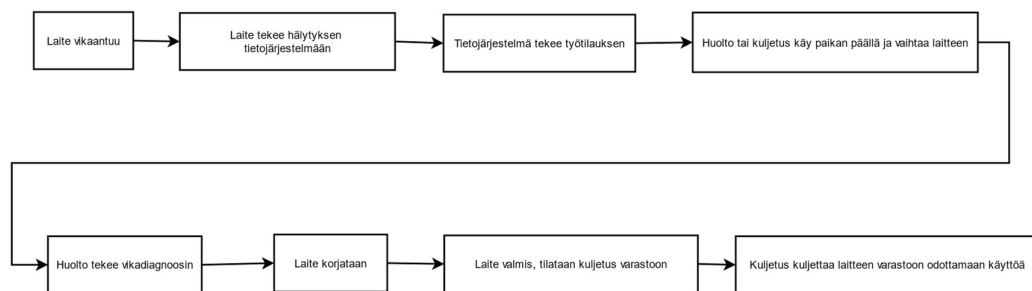 Laite vikaantuu
Laite tekee hälytyksen
tietojärjestelmään
Tietojärjestelmä tekee työtilauksen
Huolto tai kuljetus käy paikan päällä ja vaihtaa laitteen
Huolto tekee vikadiagnoosin
Laite korjataan
Laite valmis, tilataan kuljetus varastoon
Kuljetus kuljettaa laitteen varastoon odottamaan käyttöä